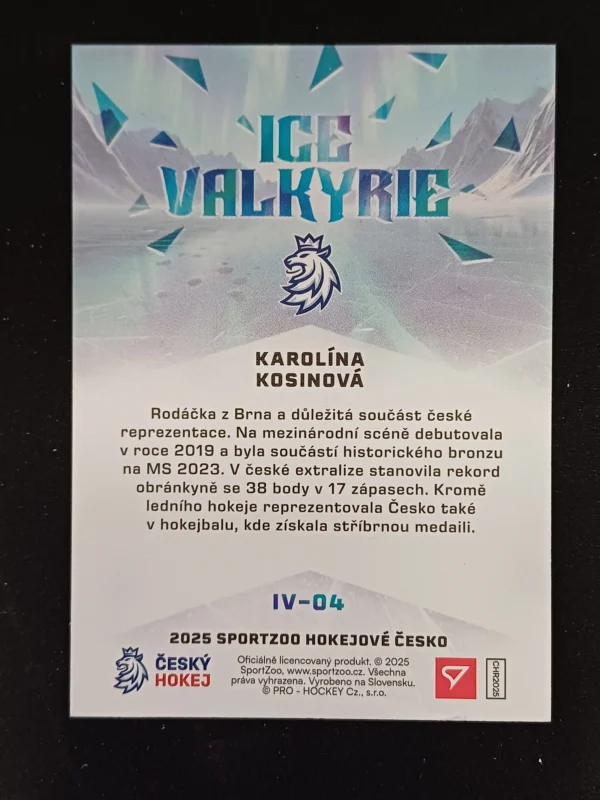 ICE
VALKYRIE
KAROLÍNA
KOSINOVÁ
Rodáčka z Brna a důležitá součást české
reprezentace. Na mezinárodní scéně debutovala
v roce 2019 a byla součástí historického bronzu
na MS 2023. V české extralize stanovila rekord
obránkyně se 38 body v 17 zápasech. Kromě
ledního hokeje reprezentovala Česko také
v hokejbalu, kde získala stříbrnou medaili.
IV-04
2025 SPORTZOO HOKEJOVÉ ČESKO
ČESKÝ
HOKEJ
Oficiálně licencovaný produkt. © 2025
SportZoo, www.sportzoo.cz. Všechna
práva vyhrazena. Vyrobeno na Slovensku.
© PRO - HOCKEY Cz., s.r.o.
CHR2025